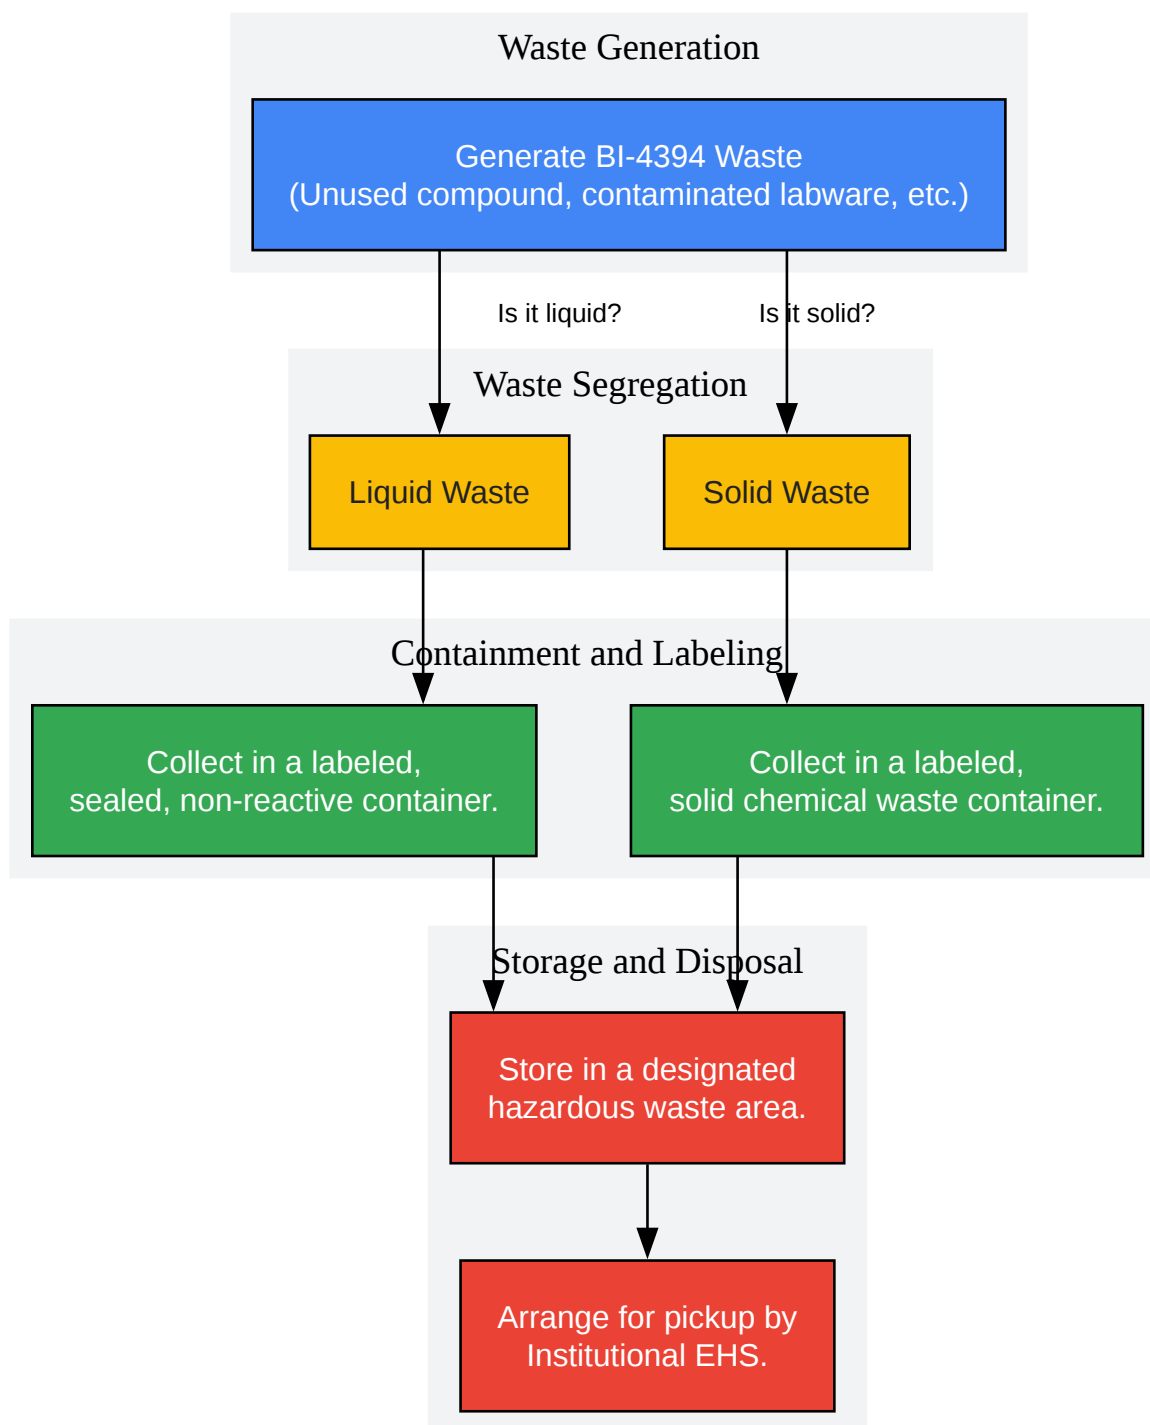 Waste Generation
Generate BI-4394 Waste
(Unused compound, contaminated labware, etc.)
Is it liquid?
Is it solid?
Waste Segregation
Liquid Waste
Solid Waste
Containment and Labeling
Collect in a labeled,
sealed, non-reactive container.
Collect in a labeled,
solid chemical waste container.
Storage and Disposal
Store in a designated
hazardous waste area.
Arrange for pickup by
Institutional EHS.